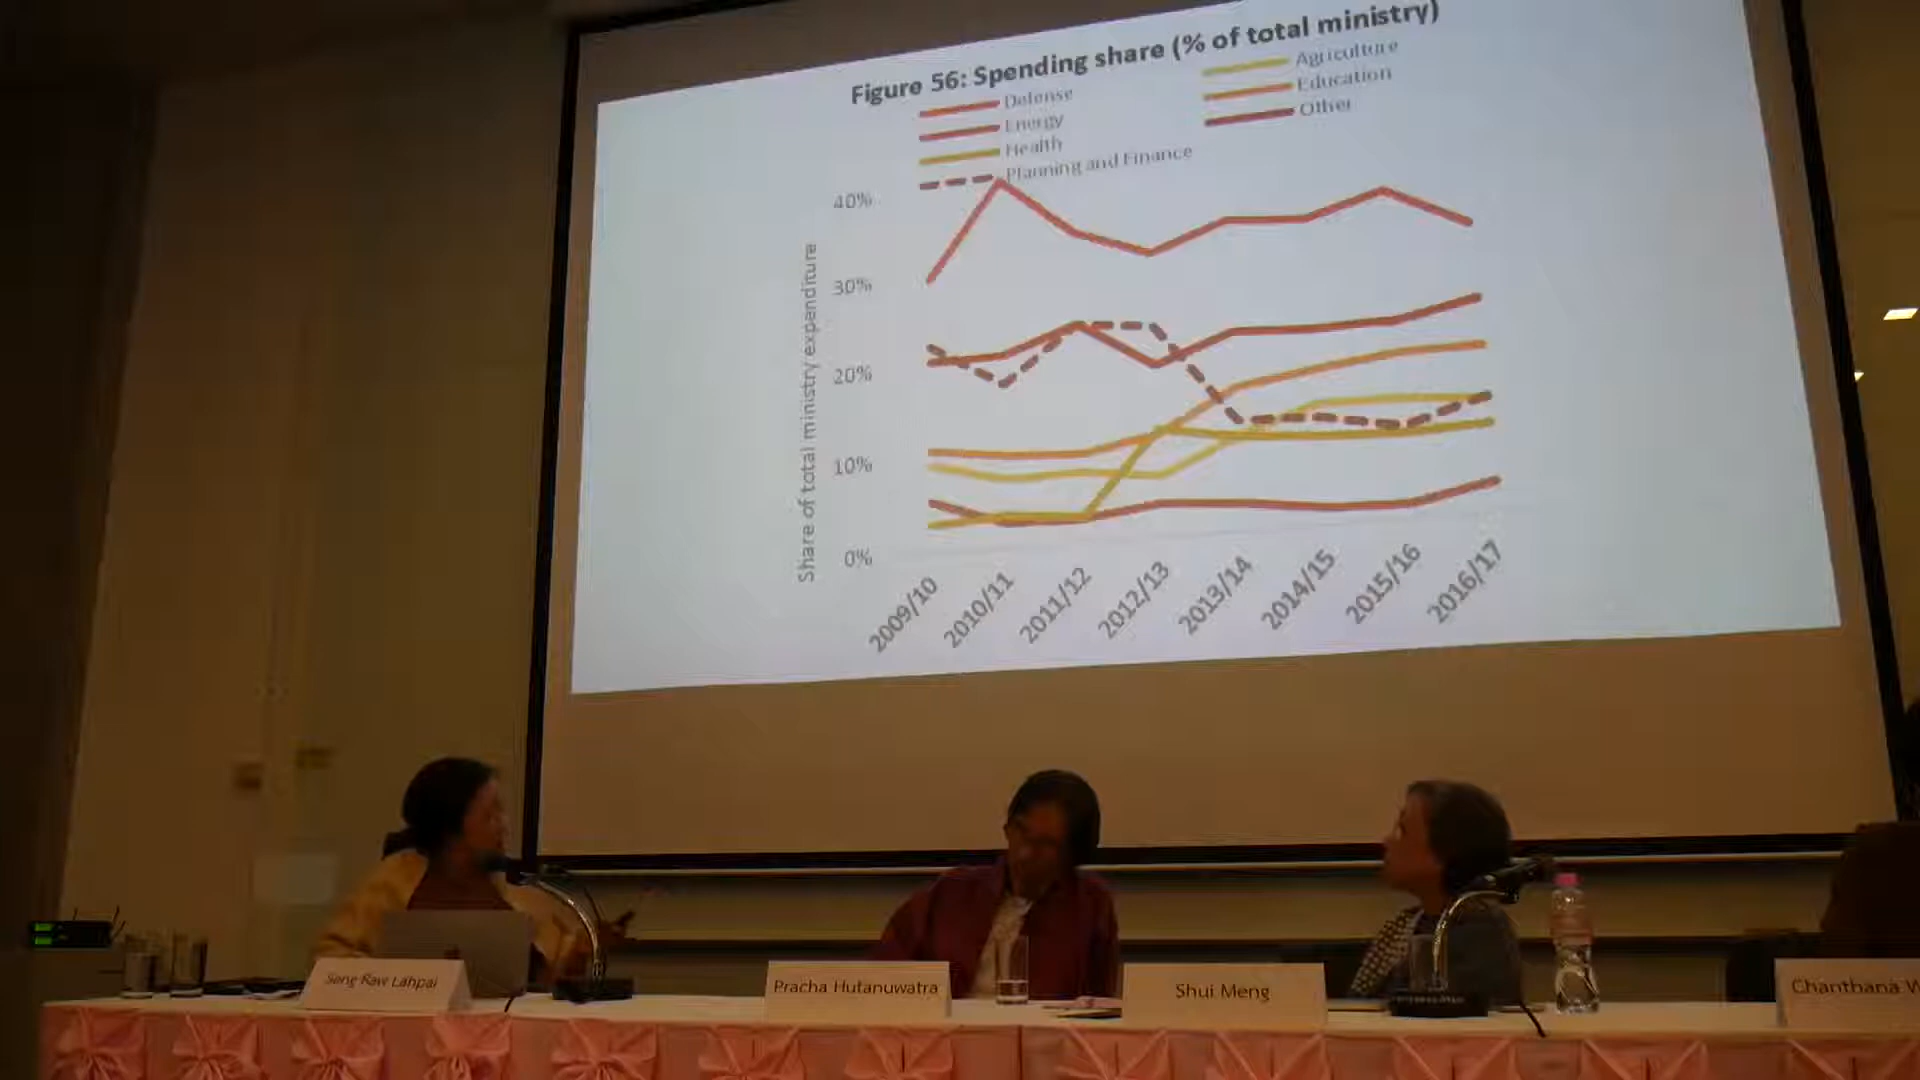 Figure 56: Spending share (% of total ministry)
Defense
Energy
Health
Planning and Finance
Agriculture
Education
Other
Share of total ministry expenditure
40%
30%
20%
10%
0%
2009/10
2010/11
2011/12
2012/13
2013/14
2014/15
2015/16
2016/17
Seng Raw Lahpai
Pracha Hutanuwatra
Shui Meng
Chanthana W